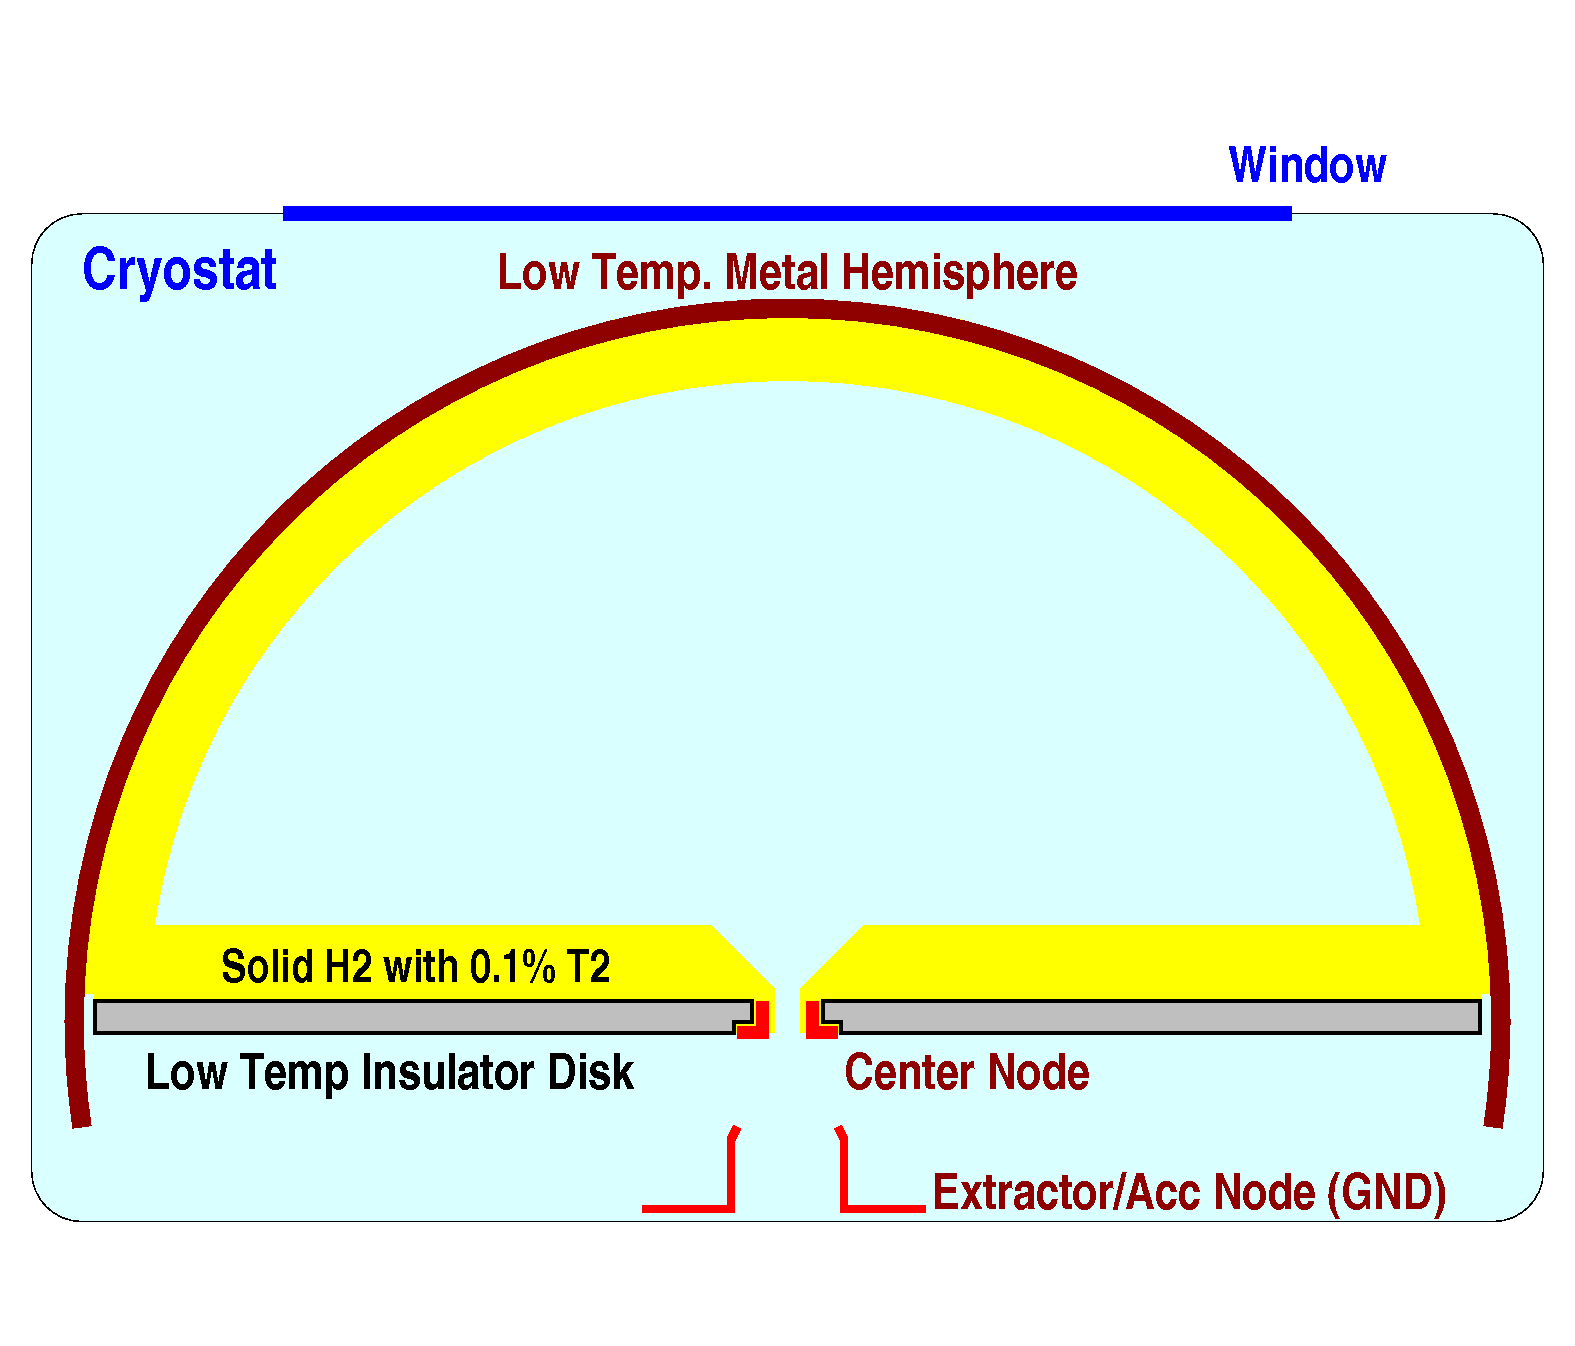 Window
Cryostat
Low Temp. Metal Hemisphere
Solid H2 with 0.1% T2
Low Temp Insulator Disk
Center Node
Extractor/Acc Node (GND)